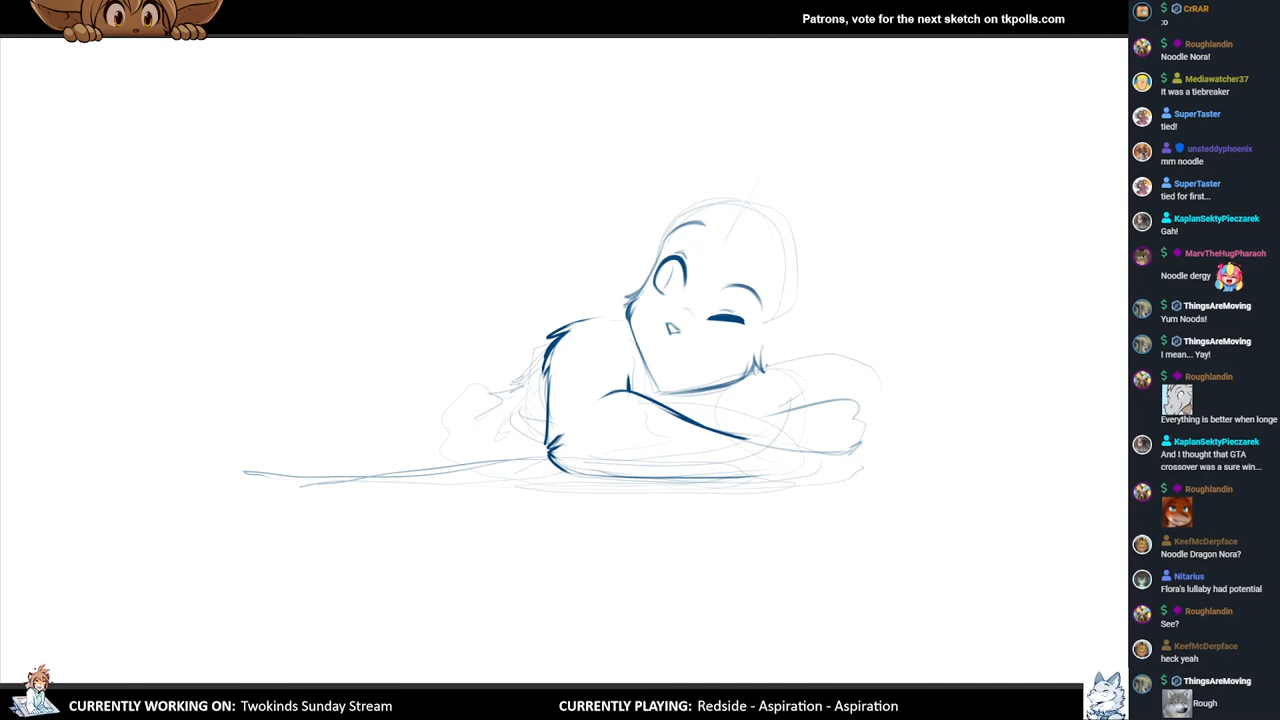 Patrons, vote for the next sketch on tkpolls.com
CrRAR
:o
Roughlandin
Noodle Nora!
Mediawatcher37
It was a tiebreaker
SuperTaster
tied!
unsteddyphoenix
mm noodle
SuperTaster
tied for first...
KaplanSektyPieczarek
Gah!
MarvTheHugPharaoh
Noodle dergy
ThingsAreMoving
Yum Noods!
ThingsAreMoving
I mean... Yay!
Roughlandin
Everything is better when longe
KaplanSektyPieczarek
And I thought that GTA
crossover was a sure win...
Roughlandin
KeefMcDerpface
Noodle Dragon Nora?
Nitarius
Flora's lullaby had potential
Roughlandin
See?
KeefMcDerpface
heck yeah
ThingsAreMoving
Rough
CURRENTLY WORKING ON: Twokinds Sunday Stream
CURRENTLY PLAYING: Redside - Aspiration - Aspiration